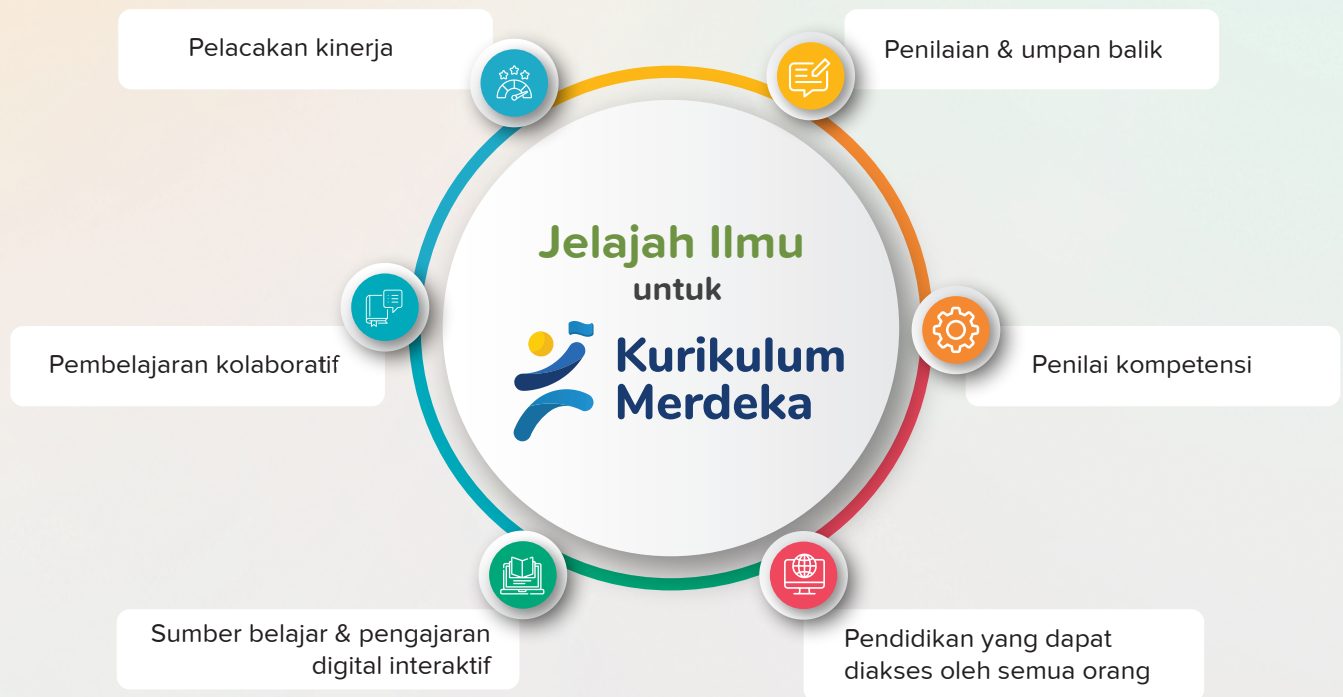 Pelacakan kinerja
Penilaian & umpan balik
Jelajah Ilmu
untuk
Kurikulum
Merdeka
Pembelajaran kolaboratif
Penilai kompetensi
Sumber belajar & pengajaran
digital interaktif
Pendidikan yang dapat
diakses oleh semua orang